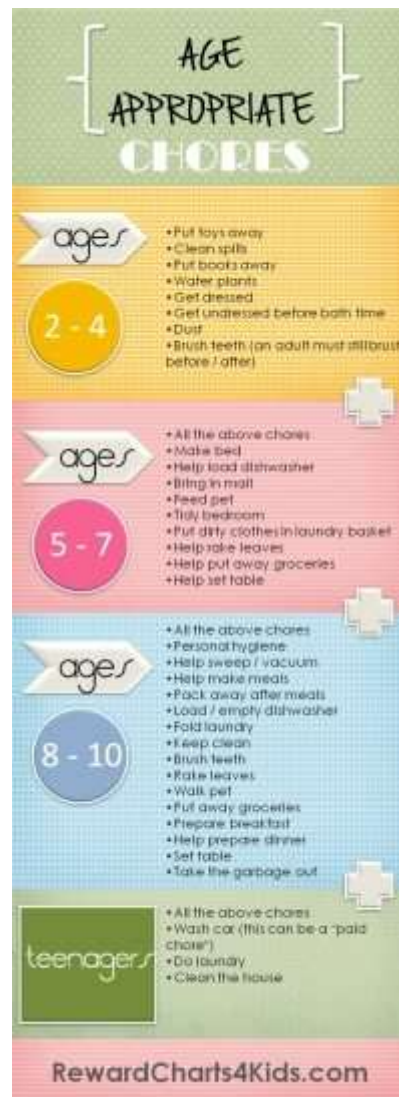 AGE
APPROPRIATE
CHORES
ages
2 - 4
•Put toys away
•Clean spills
•Put books away
•Water plants
•Get dressed
•Get undressed before bath time
•Dust
•Brush teeth (an adult must still brush
before / after)
ages
5 - 7
•All the above chores
•Make bed
•Help load dishwasher
•Bring in mail
•Feed pet
•Tidy bedroom
•Put dirty clothes in laundry basket
•Help rake leaves
•Help put away groceries
•Help set table
ages
8 - 10
•All the above chores
•Personal hygiene
•Help sweep / vacuum
•Help make meals
•Pack away after meals
•Load / empty dishwasher
•Fold laundry
•Keep clean
•Brush teeth
•Rake leaves
•Walk pet
•Put away groceries
•Prepare breakfast
•Help prepare dinner
•Set table
•Take the garbage out
teenagers
•All the above chores
•Wash car (this can be a "paid
chore")
•Do laundry
•Clean the house
RewardCharts4Kids.com